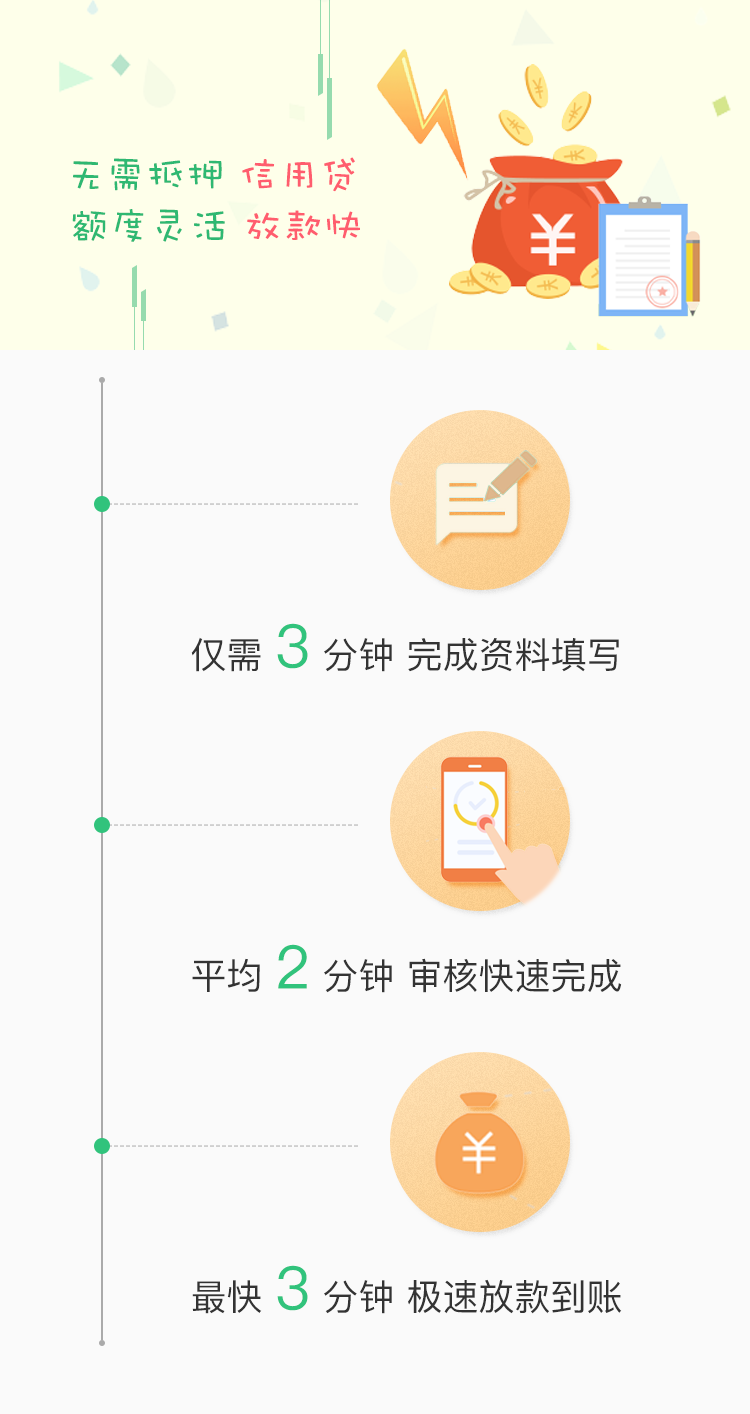 无需抵押 信用贷
额度灵活 放款快
仅需 3 分钟 完成资料填写
平均 2 分钟 审核快速完成
最快 3 分钟 极速放款到账